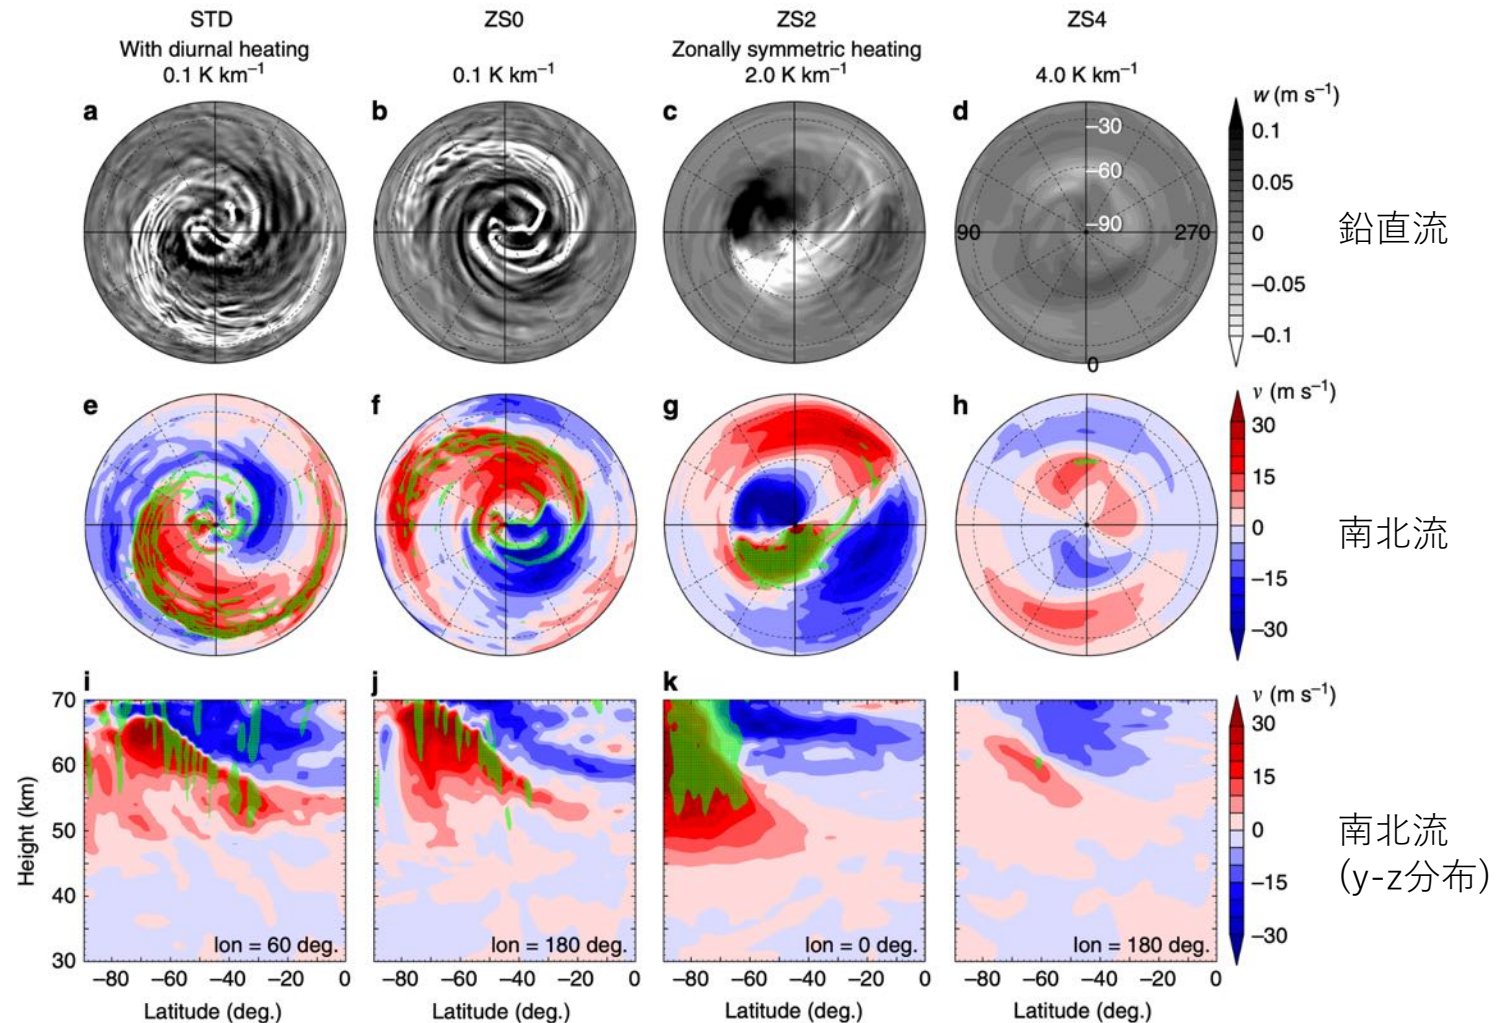 STD
ZS0
ZS2
ZS4
With diurnal heating
Zonally symmetric heating
0.1 K km⁻¹
0.1 K km⁻¹
2.0 K km⁻¹
4.0 K km⁻¹
a
b
c
d
−30
−60
−90
90
270
0
w (m s⁻¹)
0.1
0.05
0
−0.05
−0.1
鉛直流
e
f
g
h
v (m s⁻¹)
30
15
0
−15
−30
南北流
i
j
k
l
70
60
50
40
30
Height (km)
lon = 60 deg.
lon = 180 deg.
lon = 0 deg.
lon = 180 deg.
v (m s⁻¹)
30
15
0
−15
−30
南北流
(y-z分布)
−80 −60 −40 −20 0
−80 −60 −40 −20 0
−80 −60 −40 −20 0
−80 −60 −40 −20 0
Latitude (deg.)
Latitude (deg.)
Latitude (deg.)
Latitude (deg.)